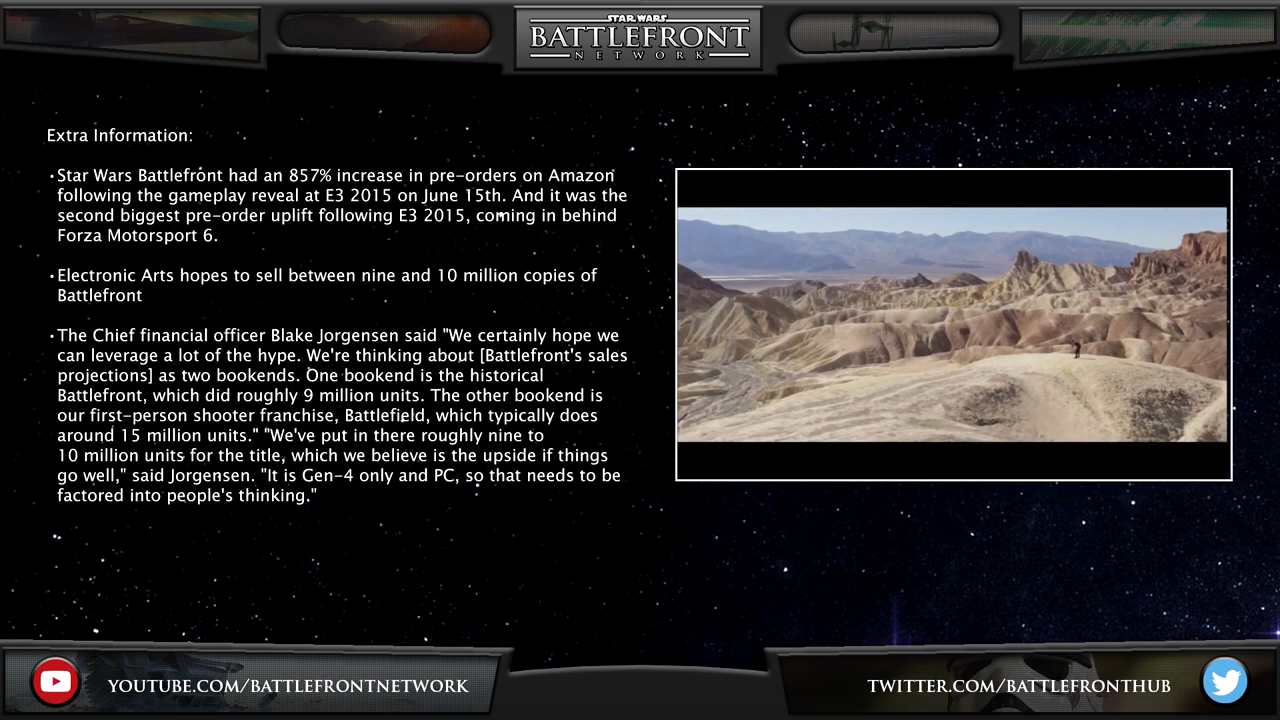 STAR WARS
BATTLEFRONT
NETWORK
Extra Information:
•Star Wars Battlefront had an 857% increase in pre-orders on Amazon
following the gameplay reveal at E3 2015 on June 15th. And it was the
second biggest pre-order uplift following E3 2015, coming in behind
Forza Motorsport 6.
•Electronic Arts hopes to sell between nine and 10 million copies of
Battlefront
•The Chief financial officer Blake Jorgensen said "We certainly hope we
can leverage a lot of the hype. We're thinking about [Battlefront's sales
projections] as two bookends. One bookend is the historical
Battlefront, which did roughly 9 million units. The other bookend is
our first-person shooter franchise, Battlefield, which typically does
around 15 million units." "We've put in there roughly nine to
10 million units for the title, which we believe is the upside if things
go well," said Jorgensen. "It is Gen-4 only and PC, so that needs to be
factored into people's thinking."
YOUTUBE.COM/BATTLEFRONTNETWORK
TWITTER.COM/BATTLEFRONTHUB